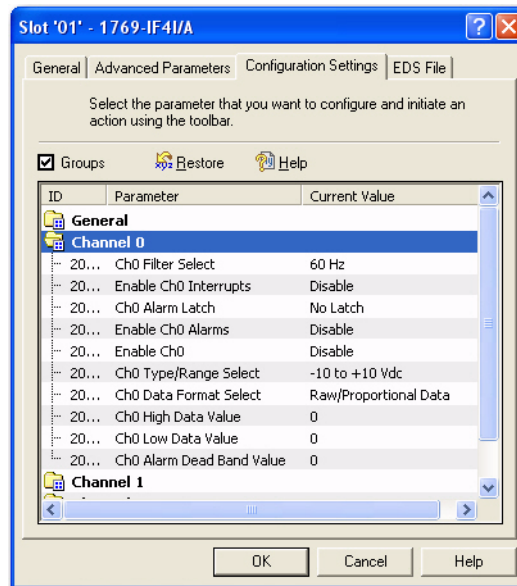 Slot '01' - 1769-IF4I/A
General Advanced Parameters Configuration Settings EDS File
Select the parameter that you want to configure and initiate an
action using the toolbar.
Groups Restore Help
ID Parameter Current Value
General
Channel 0
20... Ch0 Filter Select 60 Hz
20... Enable Ch0 Interrupts Disable
20... Ch0 Alarm Latch No Latch
20... Enable Ch0 Alarms Disable
20... Enable Ch0 Disable
20... Ch0 Type/Range Select -10 to +10 Vdc
20... Ch0 Data Format Select Raw/Proportional Data
20... Ch0 High Data Value 0
20... Ch0 Low Data Value 0
20... Ch0 Alarm Dead Band Value 0
Channel 1
OK Cancel Help